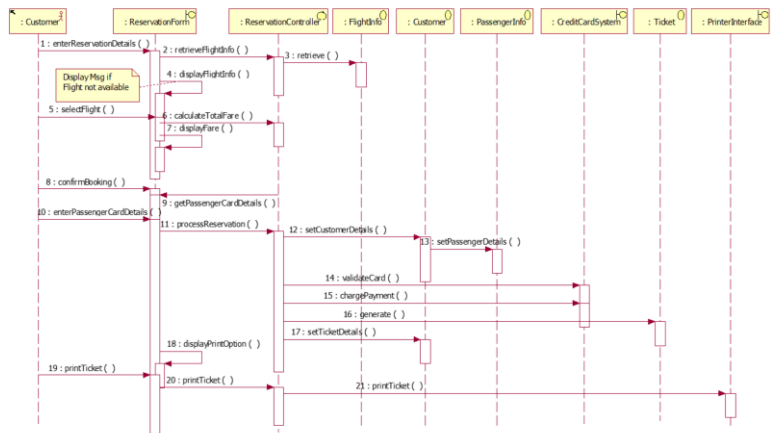 : Customer
: ReservationForm
: ReservationController
: FlightInfo
: Customer
: PassengerInfo
: CreditCardSystem
: Ticket
: PrinterInterface
1 : enterReservationDetails ( )
2 : retrieveFlightInfo ( )
3 : retrieve ( )
4 : displayFlightInfo ( )
Display Msg if
Flight not available
5 : selectFlight ( )
6 : calculateTotalFare ( )
7 : displayFare ( )
8 : confirmBooking ( )
9 : getPassengerCardDetails ( )
10 : enterPassengerCardDetails ( )
11 : processReservation ( )
12 : setCustomerDetails ( )
13 : setPassengerDetails ( )
14 : validateCard ( )
15 : chargePayment ( )
16 : generate ( )
17 : setTicketDetails ( )
18 : displayPrintOption ( )
19 : printTicket ( )
20 : printTicket ( )
21 : printTicket ( )